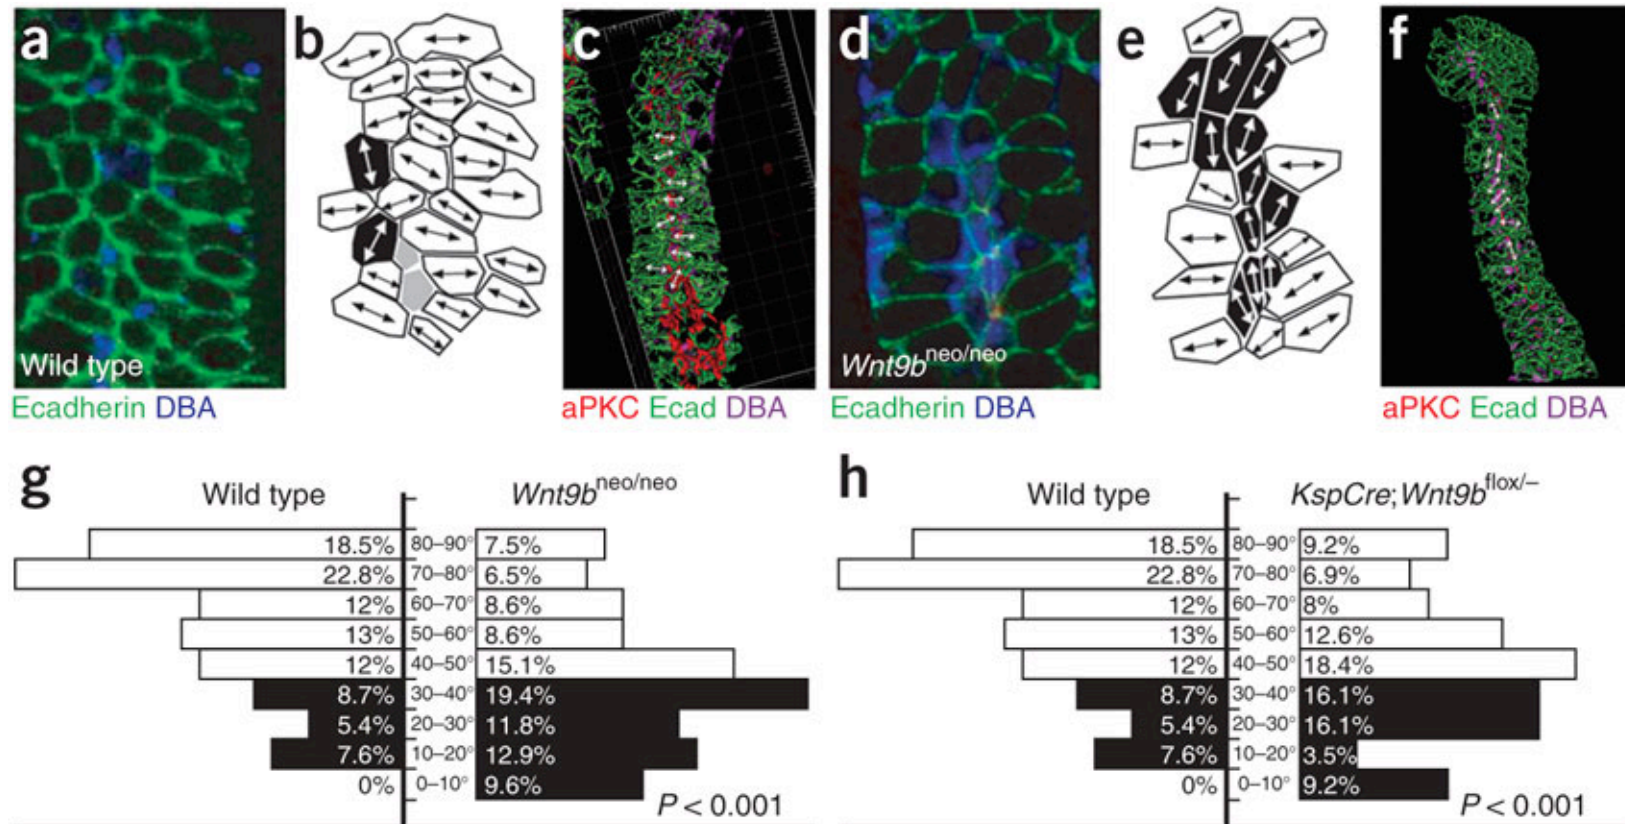 a b c d e f
Wild type
Wnt9b neo/neo
Ecadherin DBA
aPKC Ecad DBA
Ecadherin DBA
aPKC Ecad DBA
g
Wild type Wnt9b neo/neo
18.5% 80–90° 7.5%
22.8% 70–80° 6.5%
12% 60–70° 8.6%
13% 50–60° 8.6%
12% 40–50° 15.1%
8.7% 30–40° 19.4%
5.4% 20–30° 11.8%
7.6% 10–20° 12.9%
0% 0–10° 9.6%
P < 0.001
h
Wild type KspCre;Wnt9b flox/–
18.5% 80–90° 9.2%
22.8% 70–80° 6.9%
12% 60–70° 8%
13% 50–60° 12.6%
12% 40–50° 18.4%
8.7% 30–40° 16.1%
5.4% 20–30° 16.1%
7.6% 10–20° 3.5%
0% 0–10° 9.2%
P < 0.001